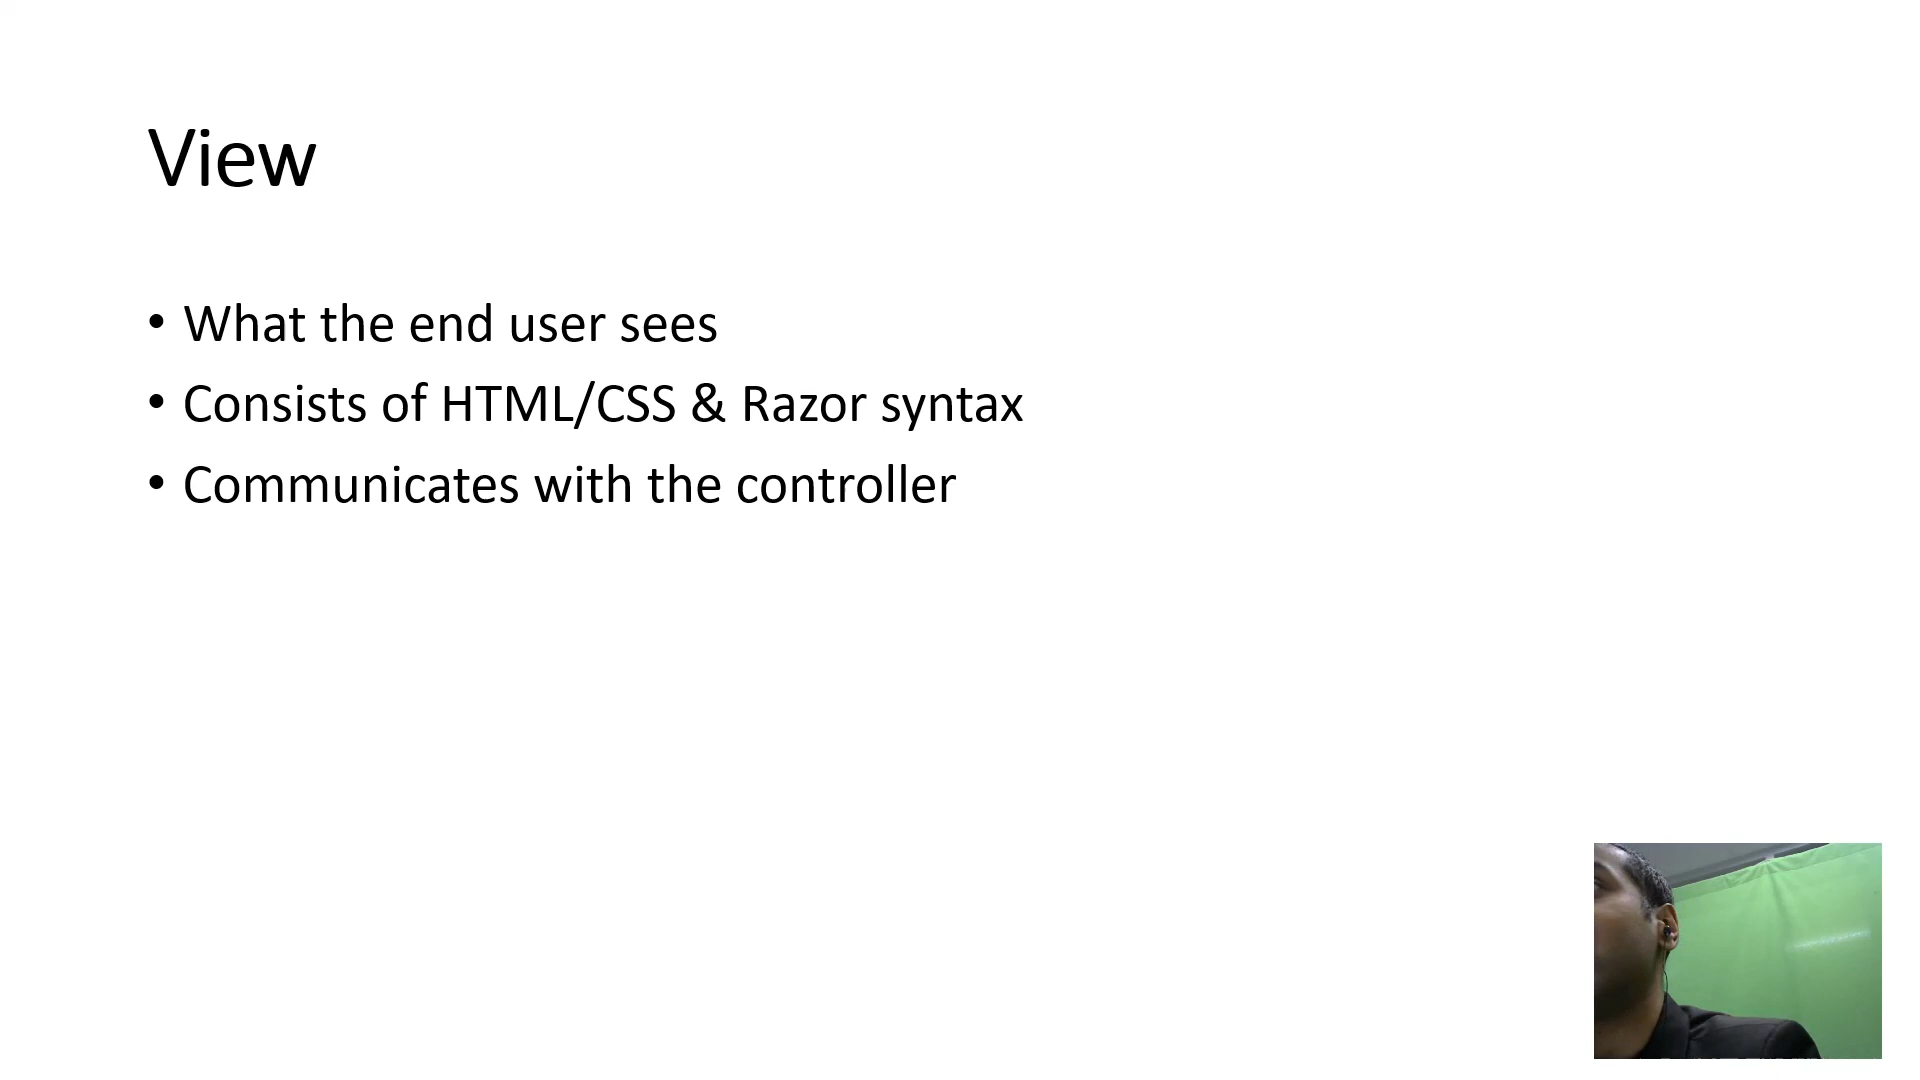 View
• What the end user sees
• Consists of HTML/CSS & Razor syntax
• Communicates with the controller